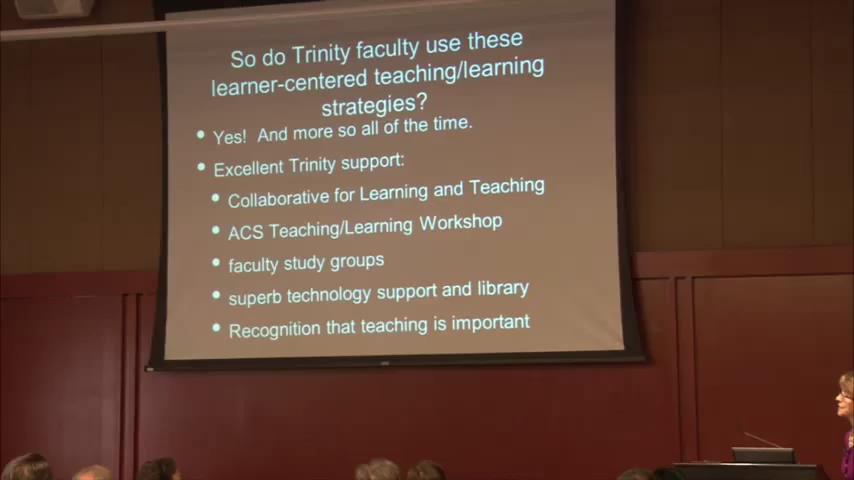 So do Trinity faculty use these
learner-centered teaching/learning
strategies?
• Yes! And more so all of the time.
• Excellent Trinity support:
• Collaborative for Learning and Teaching
• ACS Teaching/Learning Workshop
• faculty study groups
• superb technology support and library
• Recognition that teaching is important